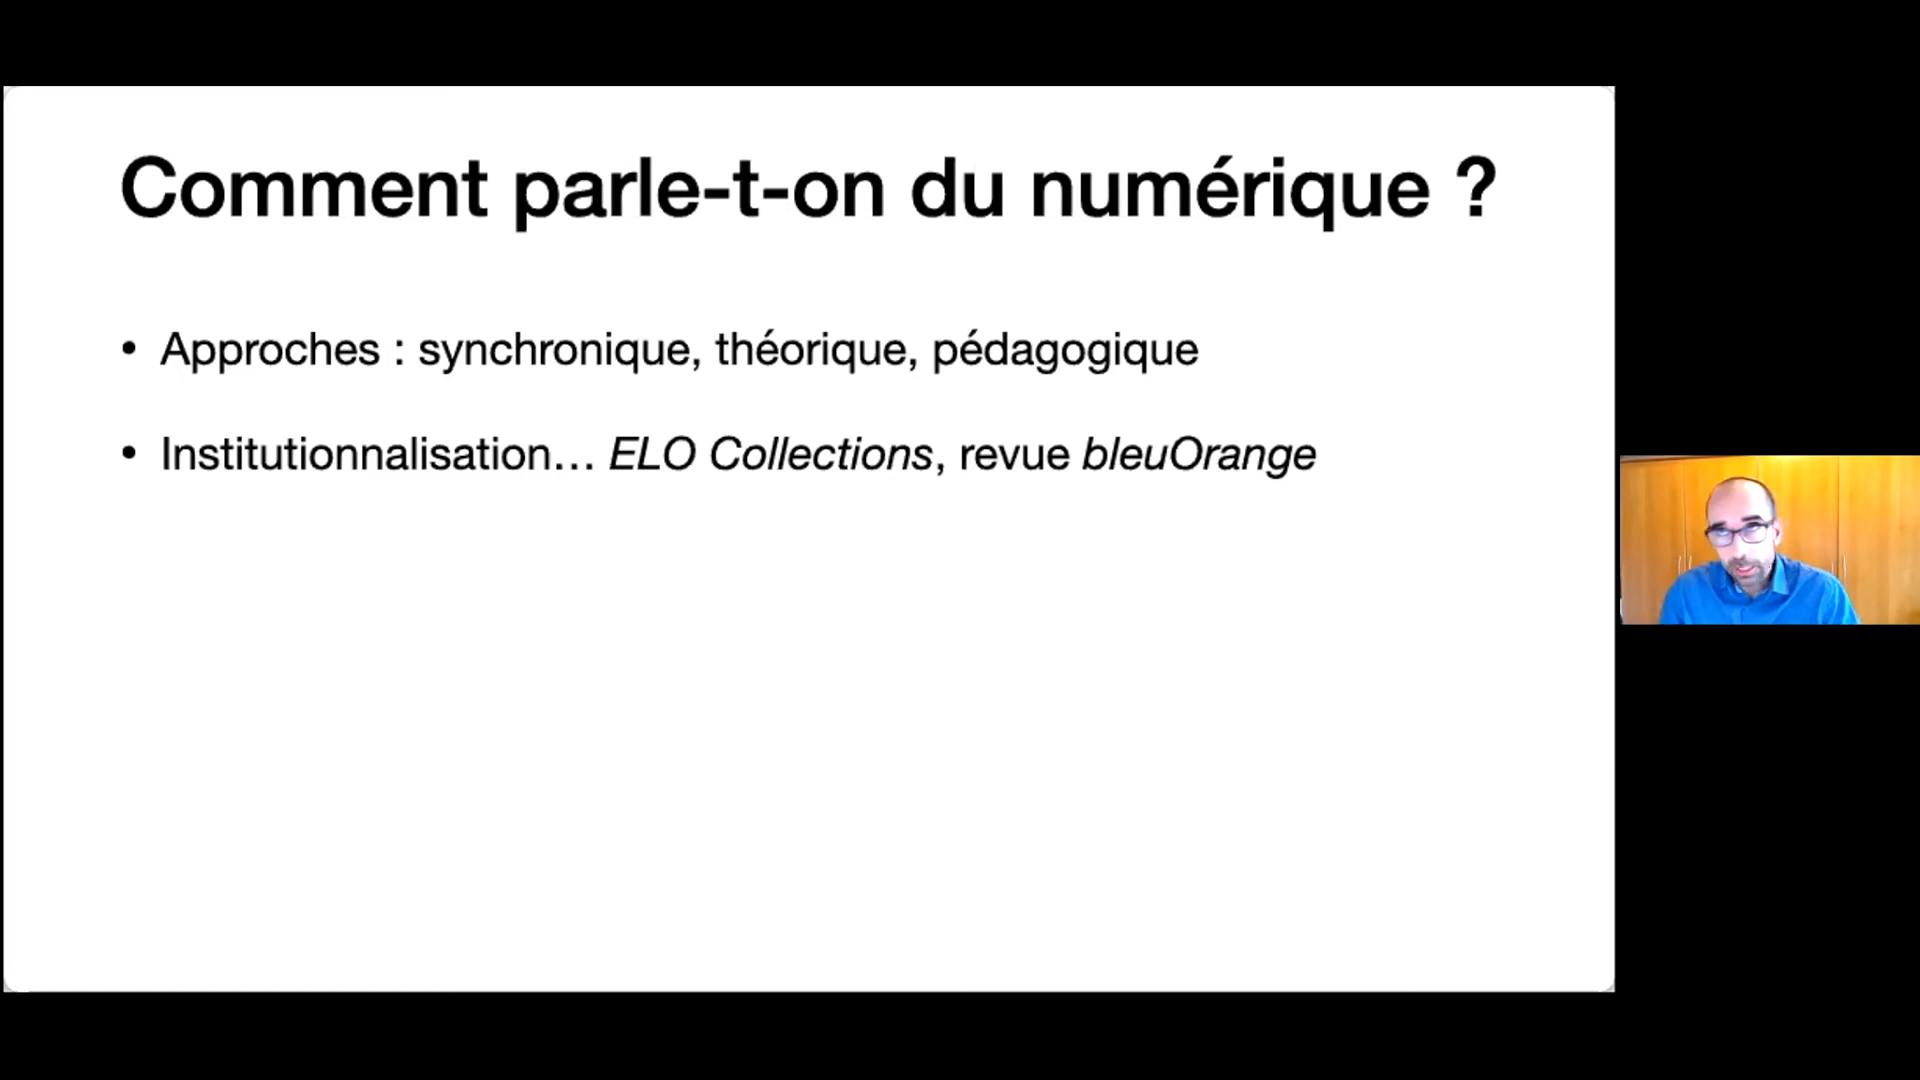 Comment parle-t-on du numérique ?
• Approches : synchronique, théorique, pédagogique
• Institutionnalisation… ELO Collections, revue bleuOrange